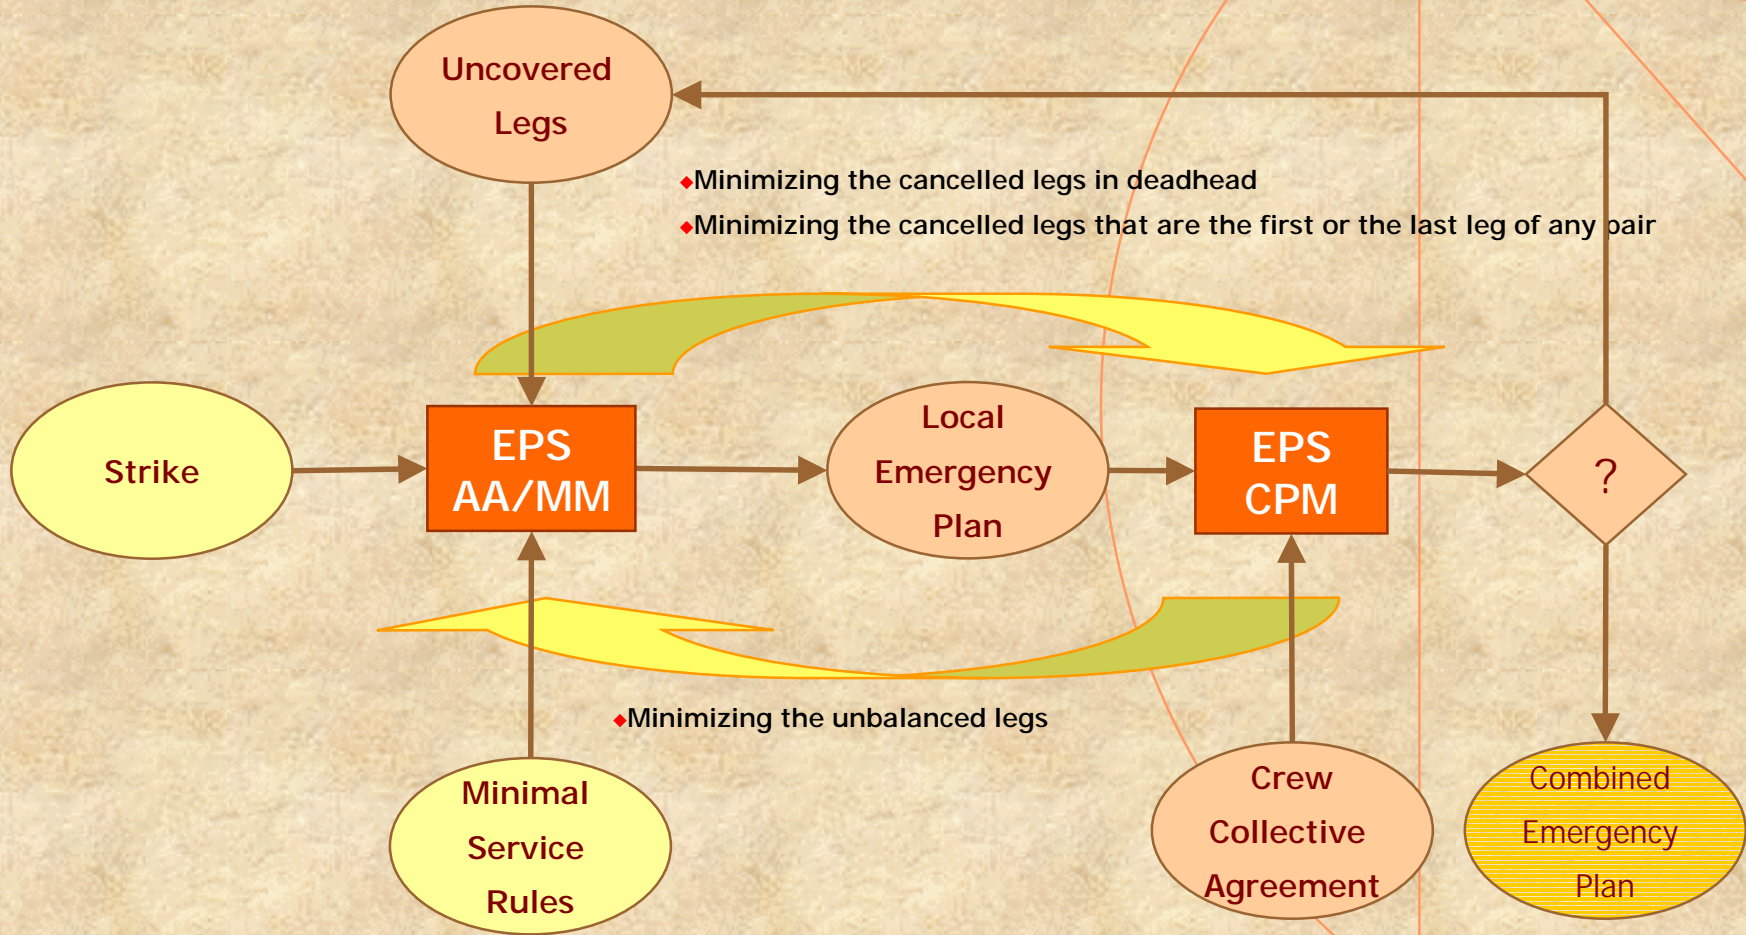 Uncovered
Legs
◆Minimizing the cancelled legs in deadhead
◆Minimizing the cancelled legs that are the first or the last leg of any pair
Strike
EPS
AA/MM
Local
Emergency
Plan
EPS
CPM
?
◆Minimizing the unbalanced legs
Minimal
Service
Rules
Crew
Collective
Agreement
Combined
Emergency
Plan